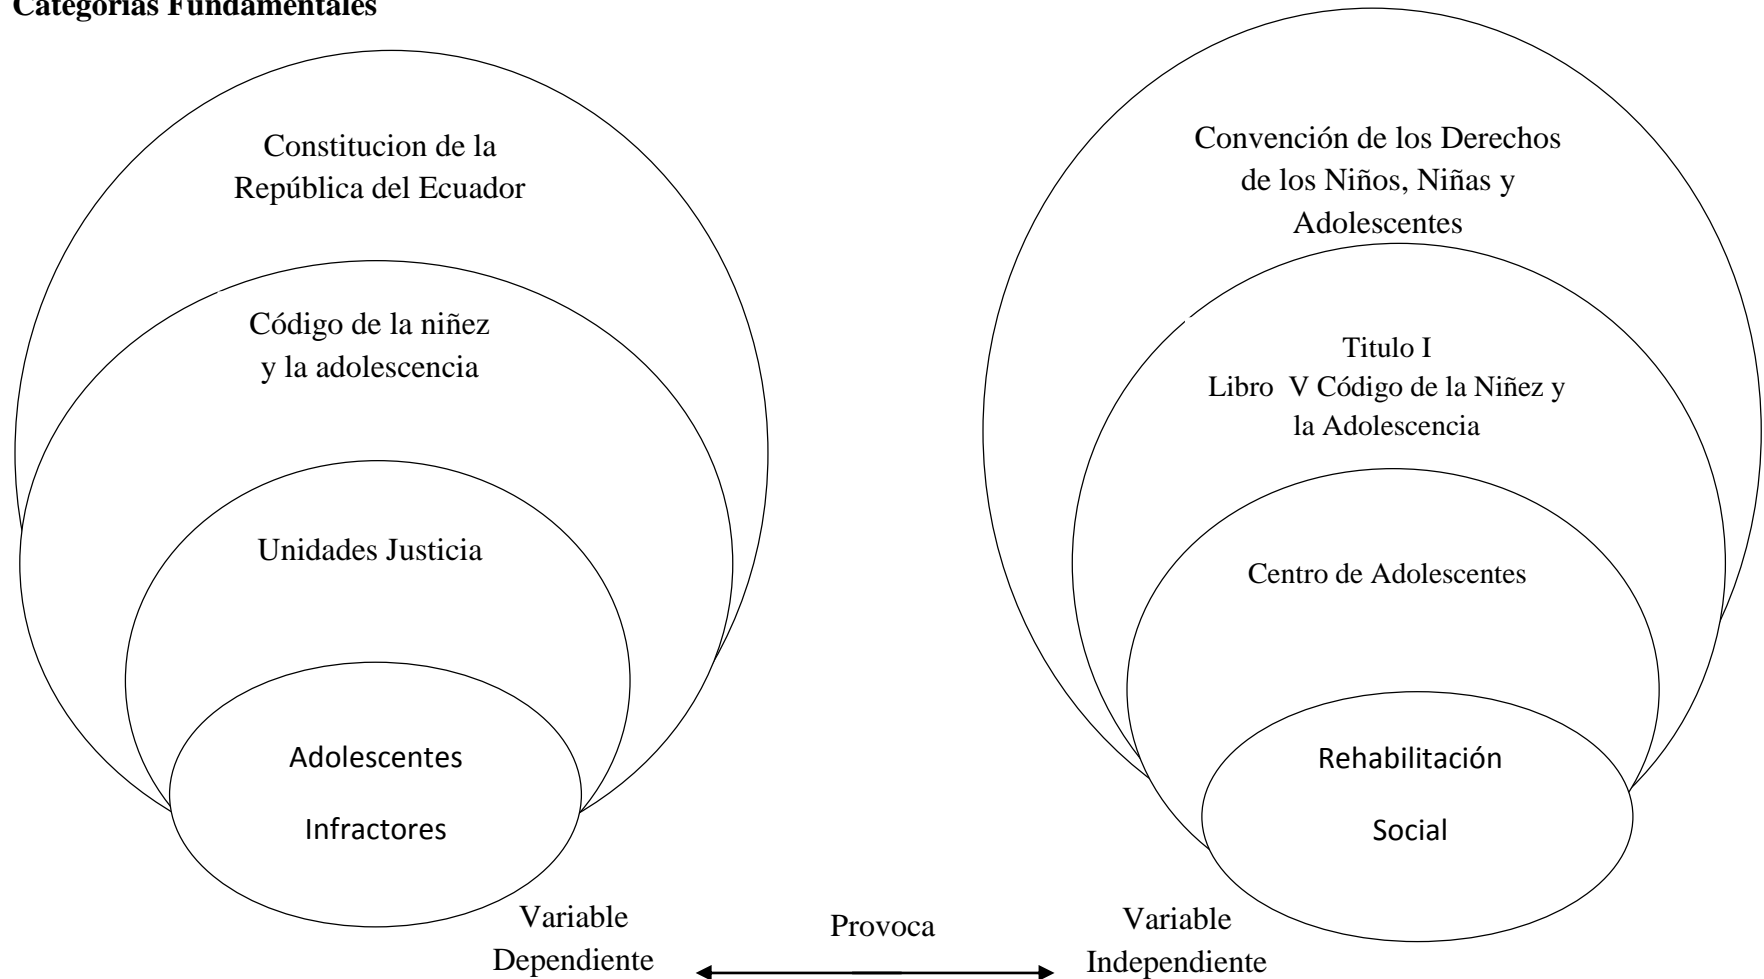 Categorías Fundamentales
Constitucion de la
República del Ecuador
Código de la niñez
y la adolescencia
Unidades Justicia
Adolescentes
Infractores
Variable
Dependiente
Provoca
Convención de los Derechos
de los Niños, Niñas y
Adolescentes
Titulo I
Libro V Código de la Niñez y
la Adolescencia
Centro de Adolescentes
Rehabilitación
Social
Variable
Independiente